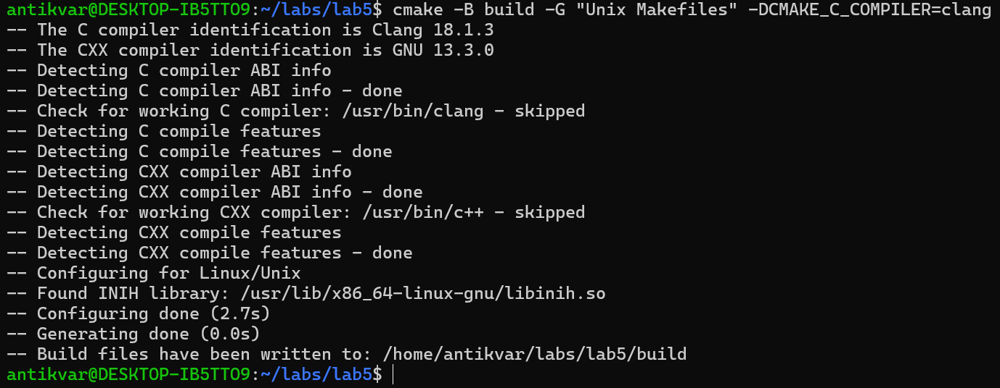 antikvar@DESKTOP-IB5TTO9:~/labs/lab5$ cmake -B build -G "Unix Makefiles" -DCMAKE_C_COMPILER=clang
-- The C compiler identification is Clang 18.1.3
-- The CXX compiler identification is GNU 13.3.0
-- Detecting C compiler ABI info
-- Detecting C compiler ABI info - done
-- Check for working C compiler: /usr/bin/clang - skipped
-- Detecting C compile features
-- Detecting C compile features - done
-- Detecting CXX compiler ABI info
-- Detecting CXX compiler ABI info - done
-- Check for working CXX compiler: /usr/bin/c++ - skipped
-- Detecting CXX compile features
-- Detecting CXX compile features - done
-- Configuring for Linux/Unix
-- Found INIH library: /usr/lib/x86_64-linux-gnu/libinih.so
-- Configuring done (2.7s)
-- Generating done (0.0s)
-- Build files have been written to: /home/antikvar/labs/lab5/build
antikvar@DESKTOP-IB5TTO9:~/labs/lab5$